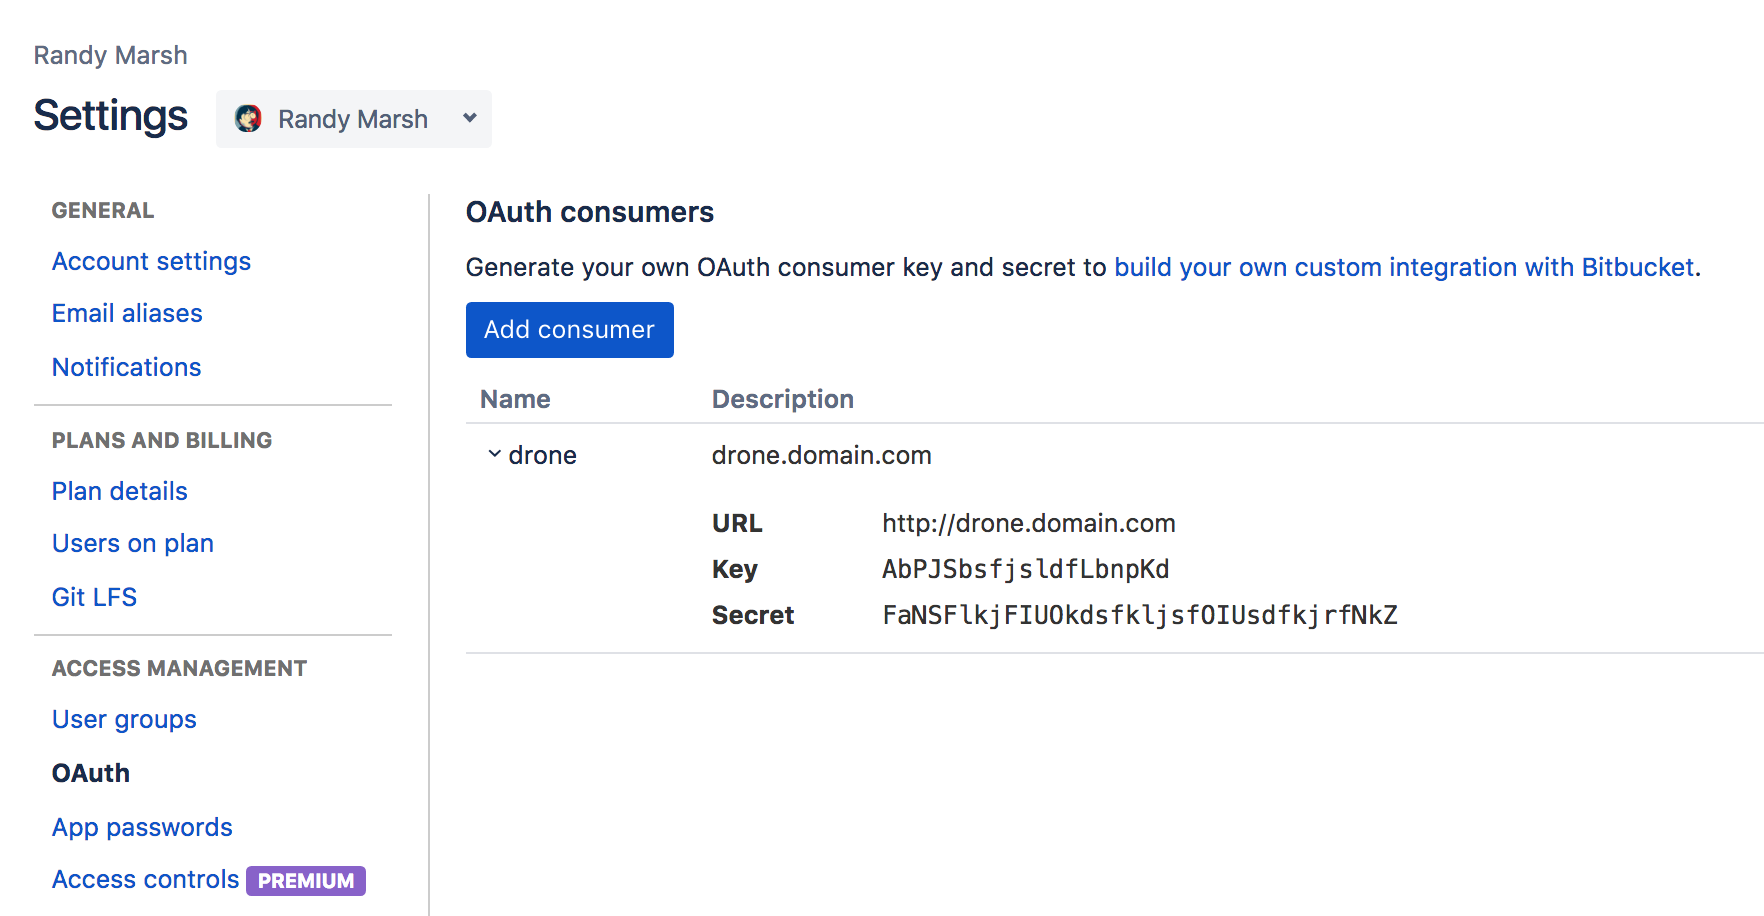 Randy Marsh
Settings
Randy Marsh
GENERAL
Account settings
Email aliases
Notifications
PLANS AND BILLING
Plan details
Users on plan
Git LFS
ACCESS MANAGEMENT
User groups
OAuth
App passwords
Access controls PREMIUM
OAuth consumers
Generate your own OAuth consumer key and secret to build your own custom integration with Bitbucket.
Add consumer
Name Description
drone drone.domain.com
URL http://drone.domain.com
Key AbPJSbsfjsldfLbnpKd
Secret FaNSFlkjFIUOkdsfkljsfOIUsdfkjrfNkZ